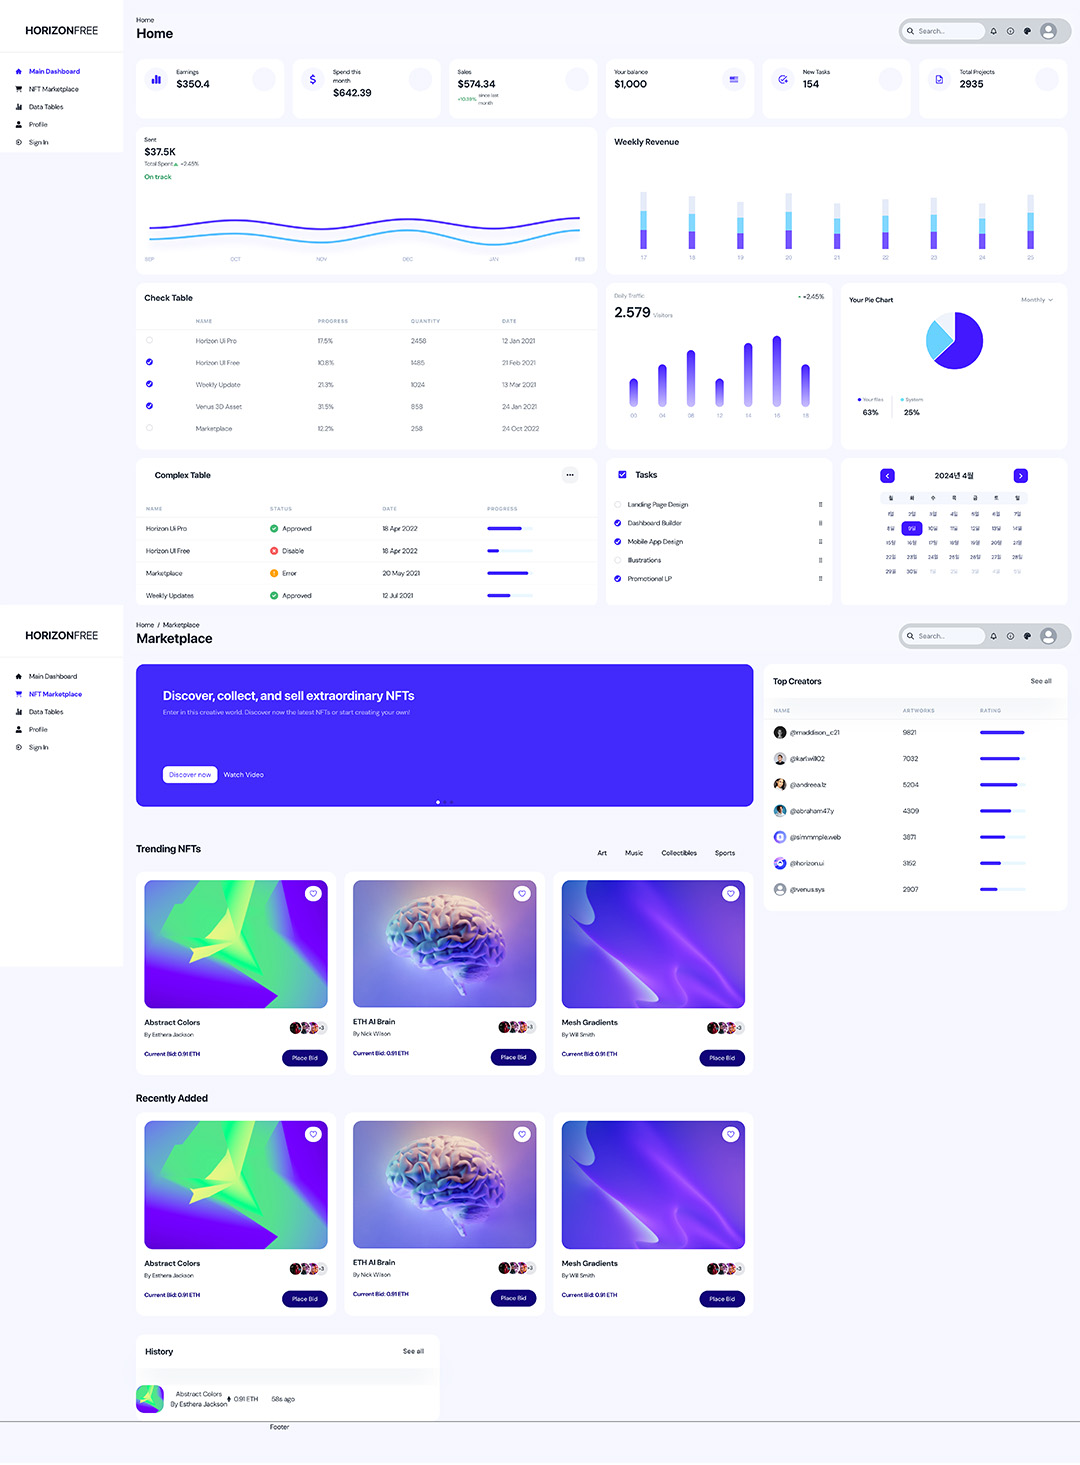 HORIZONFREE
Main Dashboard
NFT Marketplace
Data Tables
Profile
Sign In
Home
Home
Search...
Earnings
$350.4
Spend this
month
$642.39
Sales
$574.34
since last
month
Your balance
$1,000
New Tasks
154
Total Projects
2935
Sent
$37.5K
Total Spent +2.45%
On track
SEP OCT NOV DEC JAN FEB
Weekly Revenue
17 18 19 20 21 22 23 24 25
Check Table
NAME PROGRESS QUANTITY DATE
Horizon Ui Pro 17.5% 2458 12 Jan 2021
Horizon UI Free 10.8% 1485 21 Feb 2021
Weekly Update 21.3% 1024 13 Mar 2021
Venus 3D Asset 31.5% 858 24 Jan 2021
Marketplace 12.2% 258 24 Oct 2022
Daily Traffic
+2.45%
2.579 Visitors
00 04 08 12 14 16 18
Your Pie Chart
Monthly
Your files System
63% 25%
Complex Table
NAME STATUS DATE PROGRESS
Horizon Ui Pro Approved 18 Apr 2022
Horizon UI Free Disable 18 Apr 2022
Marketplace Error 20 May 2021
Weekly Updates Approved 12 Jul 2021
Tasks
Landing Page Design
Dashboard Builder
Mobile App Design
Illustrations
Promotional LP
2024년 4월
월 화 수 목 금 토 일
1일 2일 3일 4일 5일 6일 7일
8일 9일 10일 11일 12일 13일 14일
15일 16일 17일 18일 19일 20일 21일
22일 23일 24일 25일 26일 27일 28일
29일 30일 1일 2일 3일 4일 5일
HORIZONFREE
Main Dashboard
NFT Marketplace
Data Tables
Profile
Sign In
Home / Marketplace
Marketplace
Search...
Discover, collect, and sell extraordinary NFTs
Enter in this creative world. Discover now the latest NFTs or start creating your own!
Discover now
Watch Video
Top Creators
See all
NAME ARTWORKS RATING
@maddison_c21 9821
@karl.will02 7032
@andreea.1z 5204
@abraham47y 4309
@simmmple.web 3871
@horizon.ui 3152
@venus.sys 2907
Trending NFTs
Art Music Collectibles Sports
Abstract Colors
By Esthera Jackson
+3
Current Bid: 0.91 ETH
Place Bid
ETH AI Brain
By Nick Wilson
+3
Current Bid: 0.91 ETH
Place Bid
Mesh Gradients
By Will Smith
+3
Current Bid: 0.91 ETH
Place Bid
Recently Added
Abstract Colors
By Esthera Jackson
+3
Current Bid: 0.91 ETH
Place Bid
ETH AI Brain
By Nick Wilson
+3
Current Bid: 0.91 ETH
Place Bid
Mesh Gradients
By Will Smith
+3
Current Bid: 0.91 ETH
Place Bid
History
See all
Abstract Colors
By Esthera Jackson
0.91 ETH
58s ago
Footer